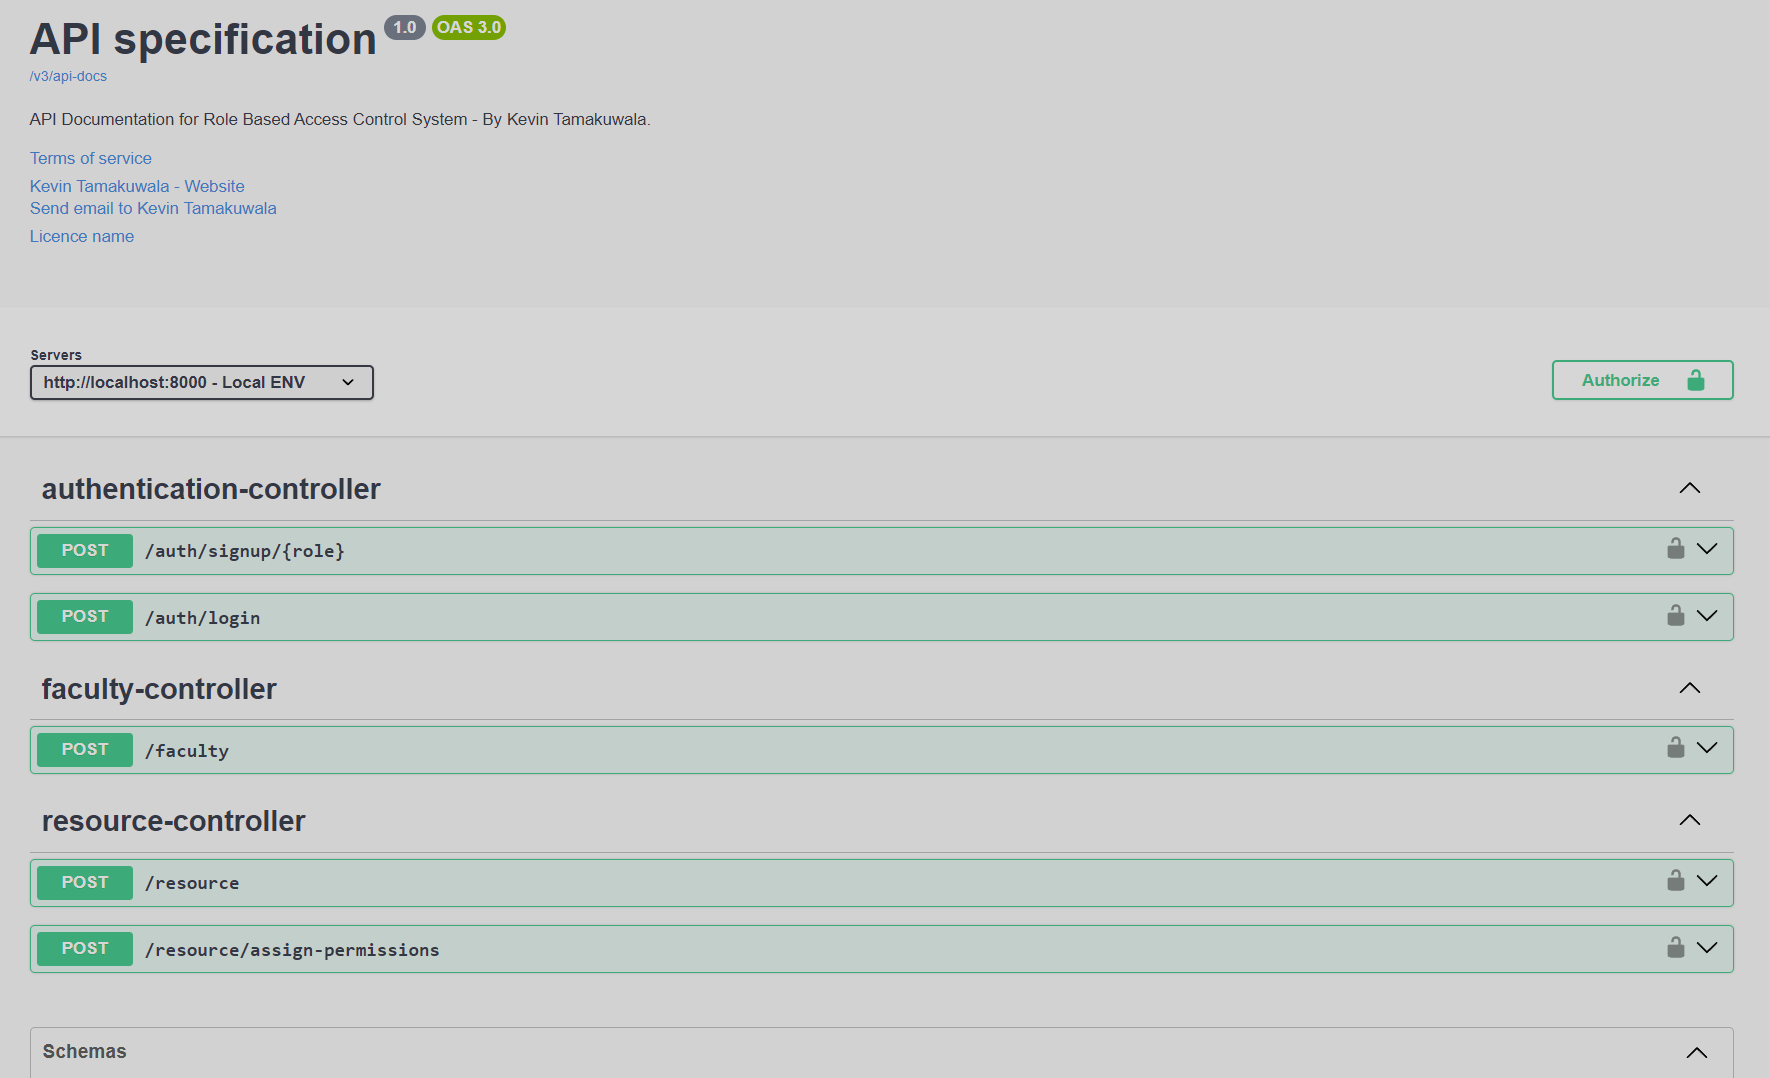 API specification 1.0 OAS 3.0
/v3/api-docs
API Documentation for Role Based Access Control System - By Kevin Tamakuwala.
Terms of service
Kevin Tamakuwala - Website
Send email to Kevin Tamakuwala
Licence name
Servers
http://localhost:8000 - Local ENV
Authorize
authentication-controller
POST /auth/signup/{role}
POST /auth/login
faculty-controller
POST /faculty
resource-controller
POST /resource
POST /resource/assign-permissions
Schemas